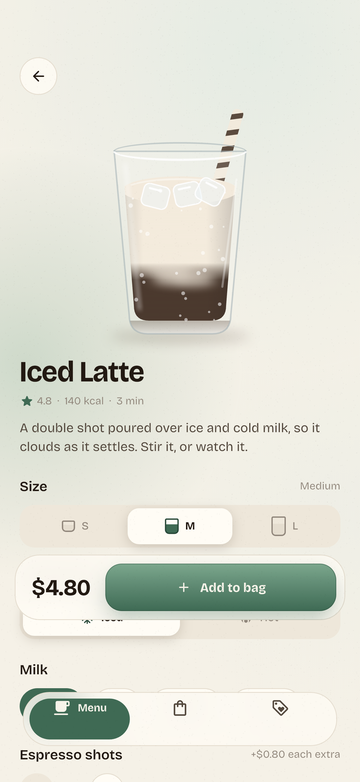 Iced Latte
4.8 · 140 kcal · 3 min
A double shot poured over ice and cold milk, so it
clouds as it settles. Stir it, or watch it.
Size
Medium
S
M
L
$4.80
+ Add to bag
Milk
Menu
Espresso shots
+$0.80 each extra